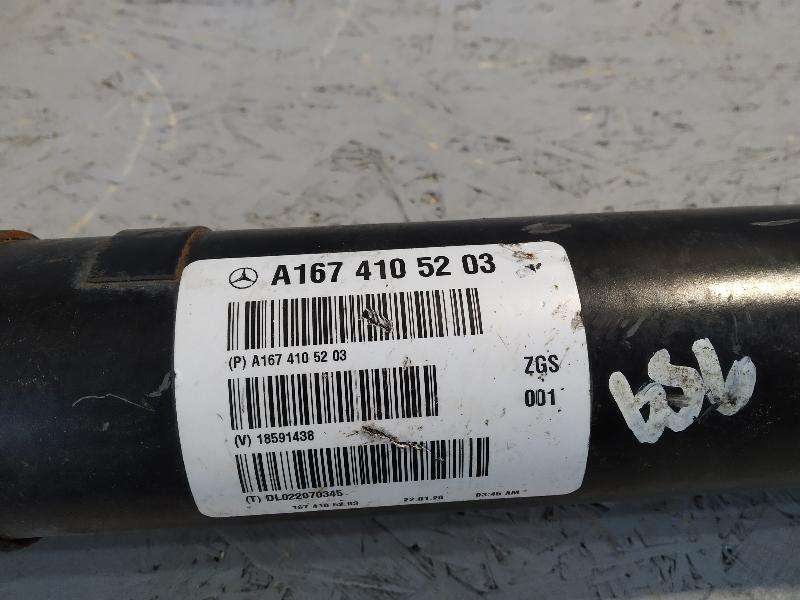 A167 410 52 03
(P) A167 410 52 03
ZGS
001
(V) 18591438
(T) DL022070345
167 410 52 03 22.01.20 03:45 AM